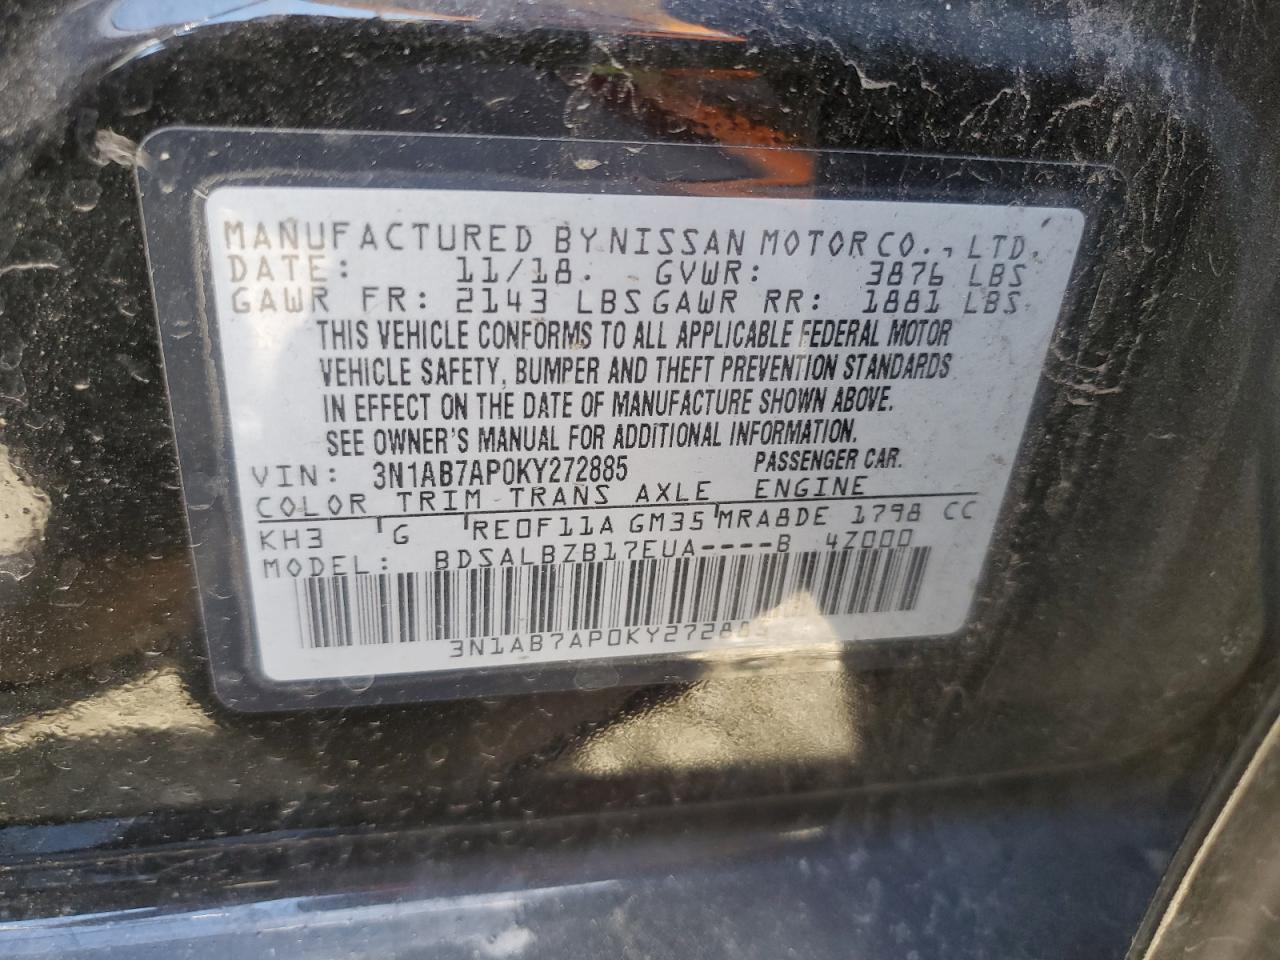 MANUFACTURED BY NISSAN MOTOR CO., LTD.
DATE: 11/18. GVWR: 3876 LBS
GAWR FR: 2143 LBS GAWR RR: 1881 LBS
THIS VEHICLE CONFORMS TO ALL APPLICABLE FEDERAL MOTOR
VEHICLE SAFETY, BUMPER AND THEFT PREVENTION STANDARDS
IN EFFECT ON THE DATE OF MANUFACTURE SHOWN ABOVE.
SEE OWNER'S MANUAL FOR ADDITIONAL INFORMATION.
VIN: 3N1AB7AP0KY272885 PASSENGER CAR.
COLOR TRIM TRANS AXLE ENGINE
KH3 G RE0F11A GM35 MRA8DE 1798 CC
MODEL: BDSALBZB17EUA----B 4Z000
3N1AB7AP0KY272885